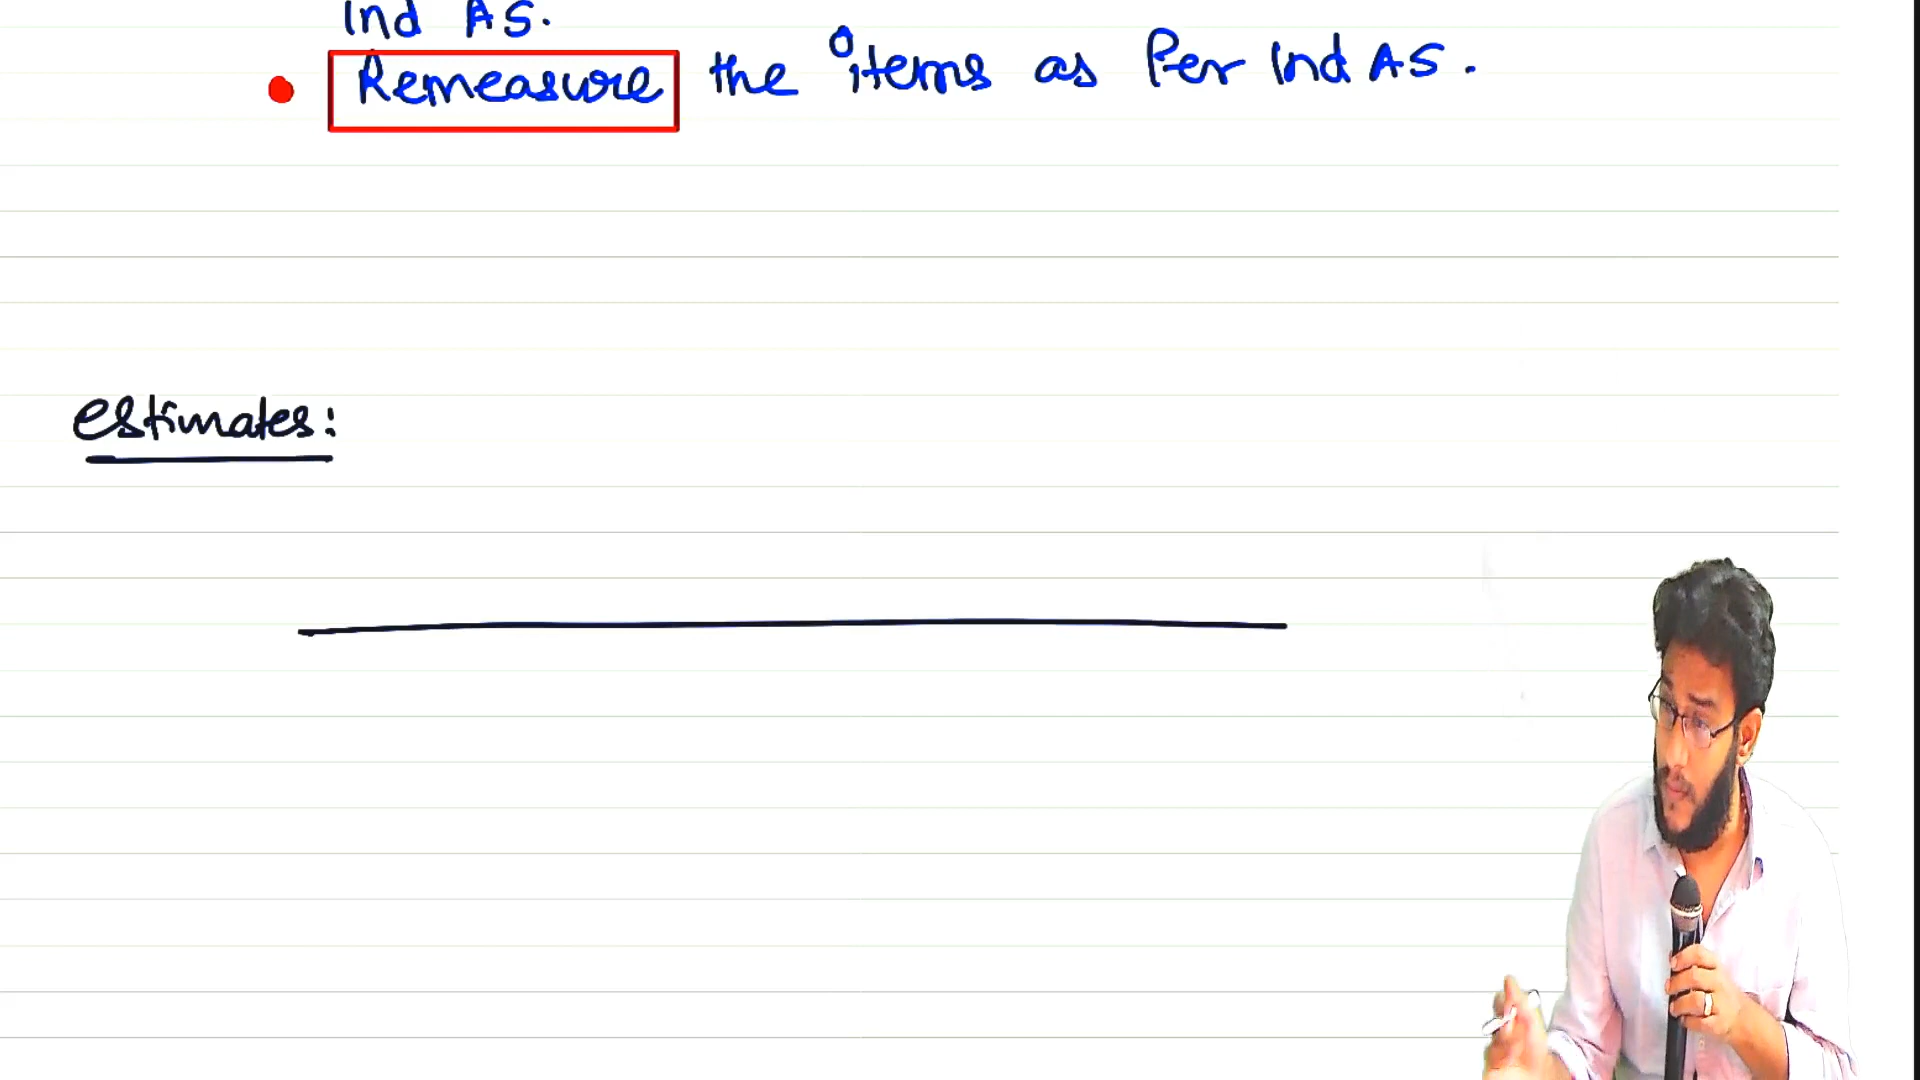 Ind AS.
Remeasure the items as Per Ind AS.
estimates: